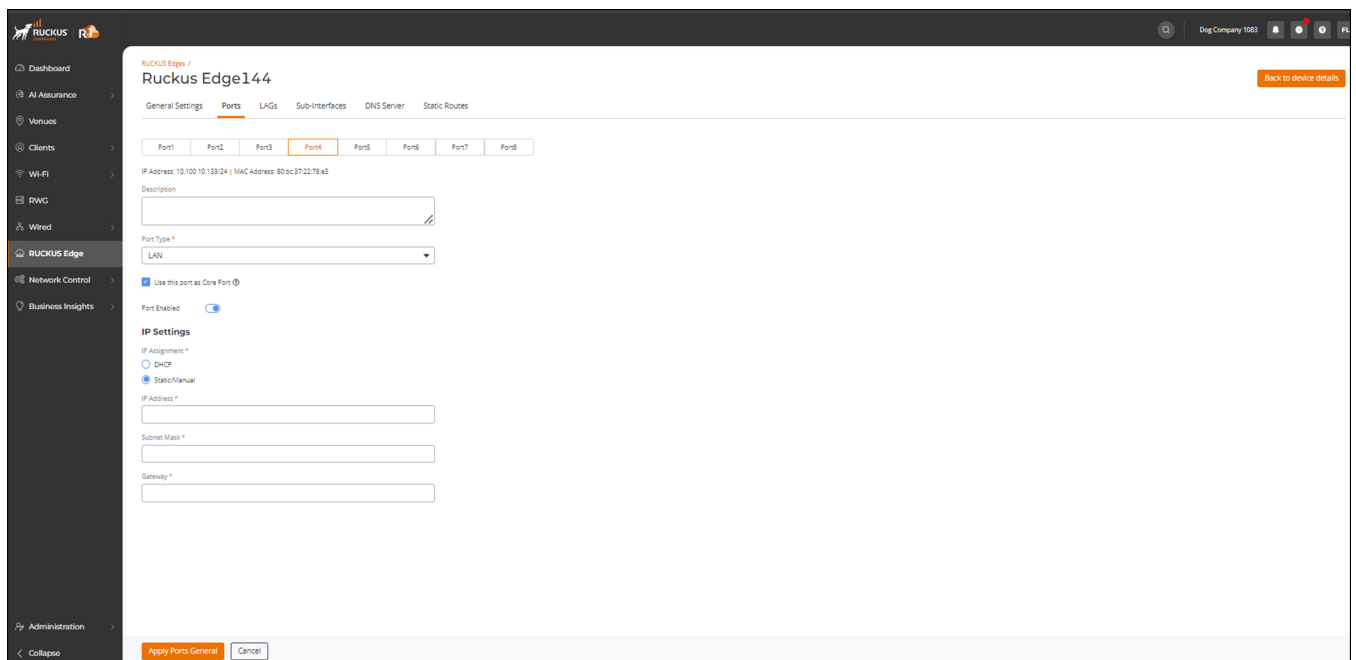 RUCKUS R1
Dog Company 1083 FL
Dashboard
AI Assurance
Venues
Clients
Wi-Fi
RWG
Wired
RUCKUS Edge
Network Control
Business Insights
Administration
Collapse
RUCKUS Edges /
Ruckus Edge144
Back to device details
General Settings Ports LAGs Sub-Interfaces DNS Server Static Routes
Port1 Port2 Port3 Port4 Port5 Port6 Port7 Port8
IP Address: 10.100.10.133/24 | MAC Address: 80:bc:37:22:78:e3
Description
Port Type *
LAN
Use this port as Core Port ?
Port Enabled
IP Settings
IP Assignment *
DHCP
Static/Manual
IP Address *
Subnet Mask *
Gateway *
Apply Ports General Cancel